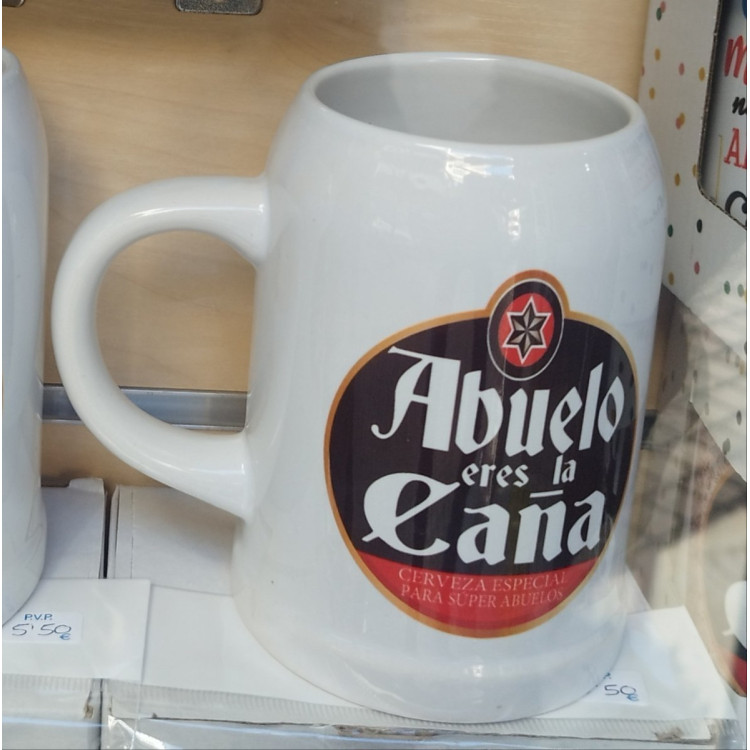 Abuelo
eres la
Caña
CERVEZA ESPECIAL
PARA SUPER ABUELOS
P.V.P.
5'50
€
50
€